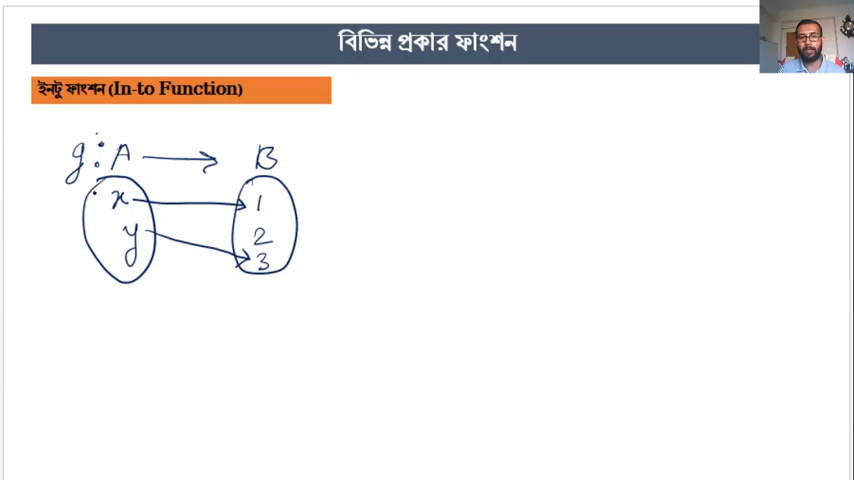 বিভিন্ন প্রকার ফাংশন
ইনটু ফাংশন (In-to Function)
g : A → B
x 1
y 2
3